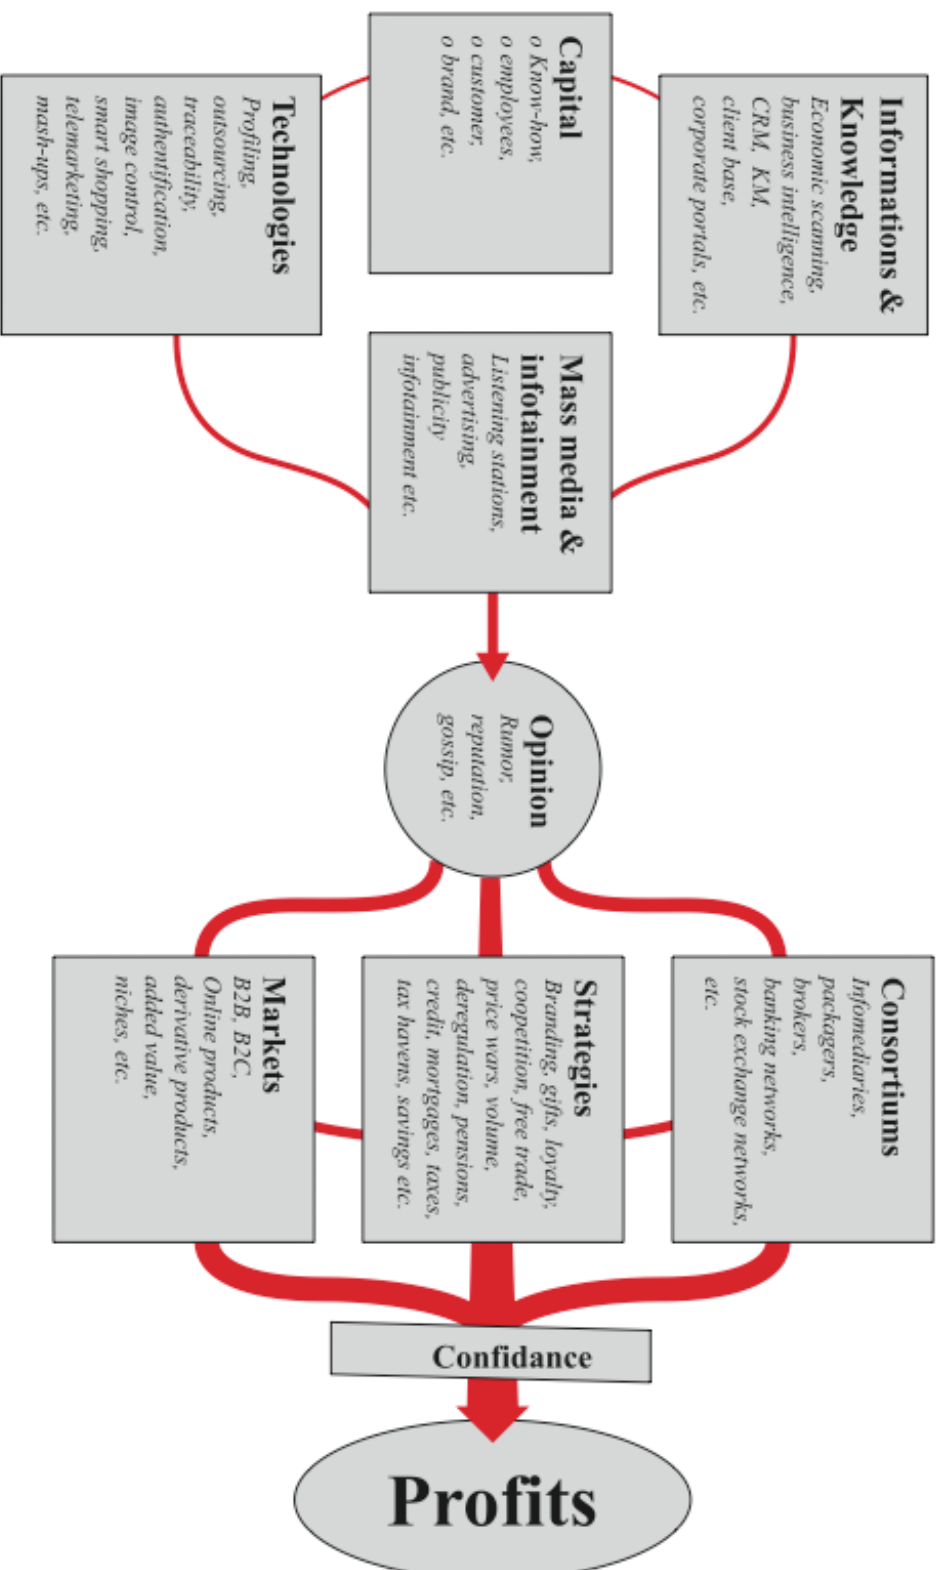 Informations &
Knowledge
Economic scanning,
business intelligence,
CRM, KM,
client base,
corporate portals, etc.
Capital
o Know-how,
o employees,
o customer,
o brand, etc.
Technologies
Profiling,
outsourcing,
traceability,
authentification,
image control,
smart shopping,
telemarketing,
mash-ups, etc.
Mass media &
infotainment
Listening stations,
advertising,
publicity
infotainment etc.
Opinion
Rumor,
reputation,
gossip, etc.
Consortiums
Infomediaries,
packagers,
brokers,
banking networks,
stock exchange networks,
etc.
Strategies
Branding, gifts, loyalty,
coopetition, free trade,
price wars, volume,
deregulation, pensions,
credit, mortgages, taxes,
tax havens, savings etc.
Markets
B2B, B2C,
Online products,
derivative products,
added value,
niches, etc.
Confidance
Profits